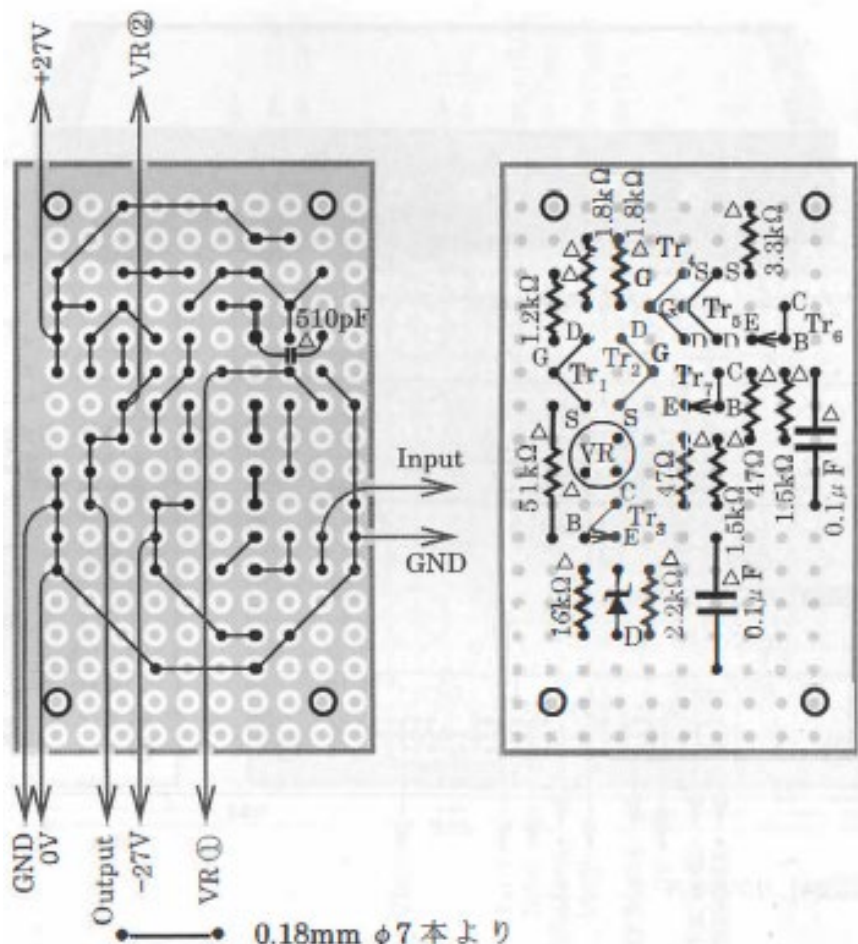 +27V
VR②
510pF
Input
GND
GND
0V
Output
-27V
VR①
0.18mm φ7本より
1.8kΩ
1.8kΩ
3.3kΩ
1.2kΩ
Tr4
S
S
G
G
Tr5
E
C
Tr6
B
D
D
D
D
G
Tr1
Tr2
G
Tr7
C
E
B
S
S
51kΩ
VR
47Ω
1.5kΩ
47Ω
1.5kΩ
0.1μF
C
B
Tr3
E
16kΩ
D
2.2kΩ
0.1μF